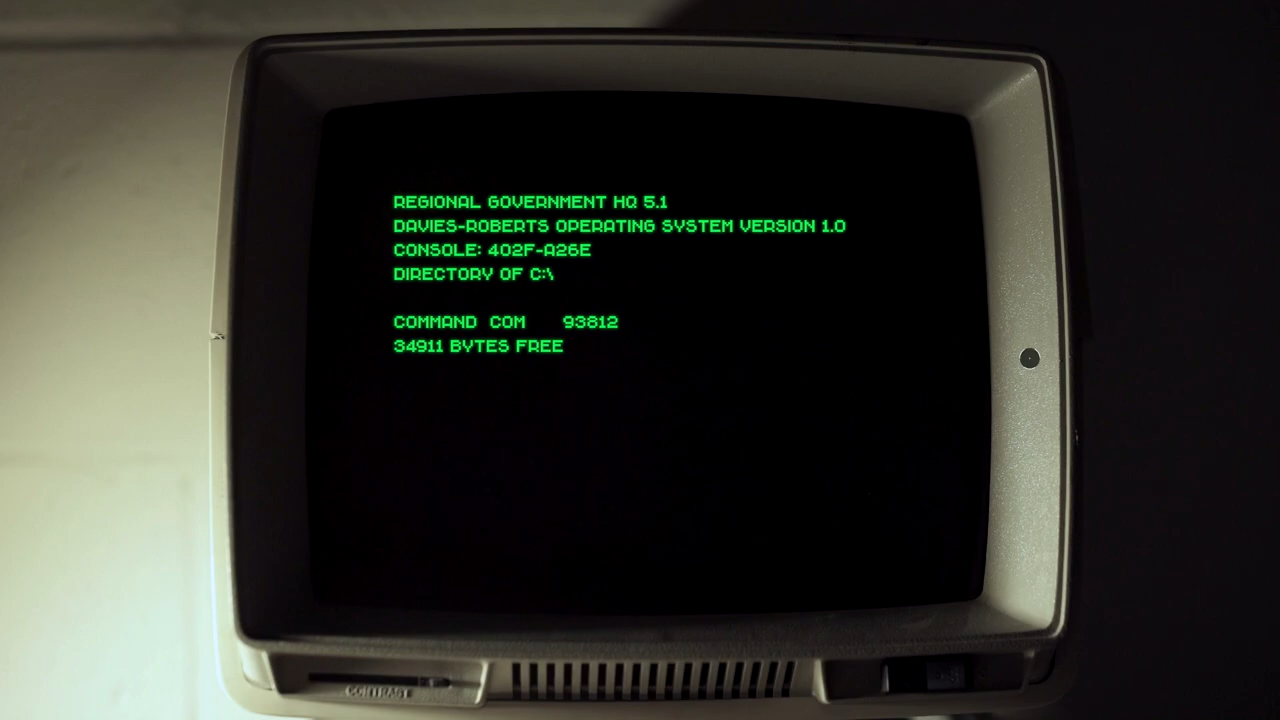 REGIONAL GOVERNMENT HQ 5.1
DAVIES-ROBERTS OPERATING SYSTEM VERSION 1.0
CONSOLE: 402F-A26E
DIRECTORY OF C:\
COMMAND COM 93812
34911 BYTES FREE
CONTRAST